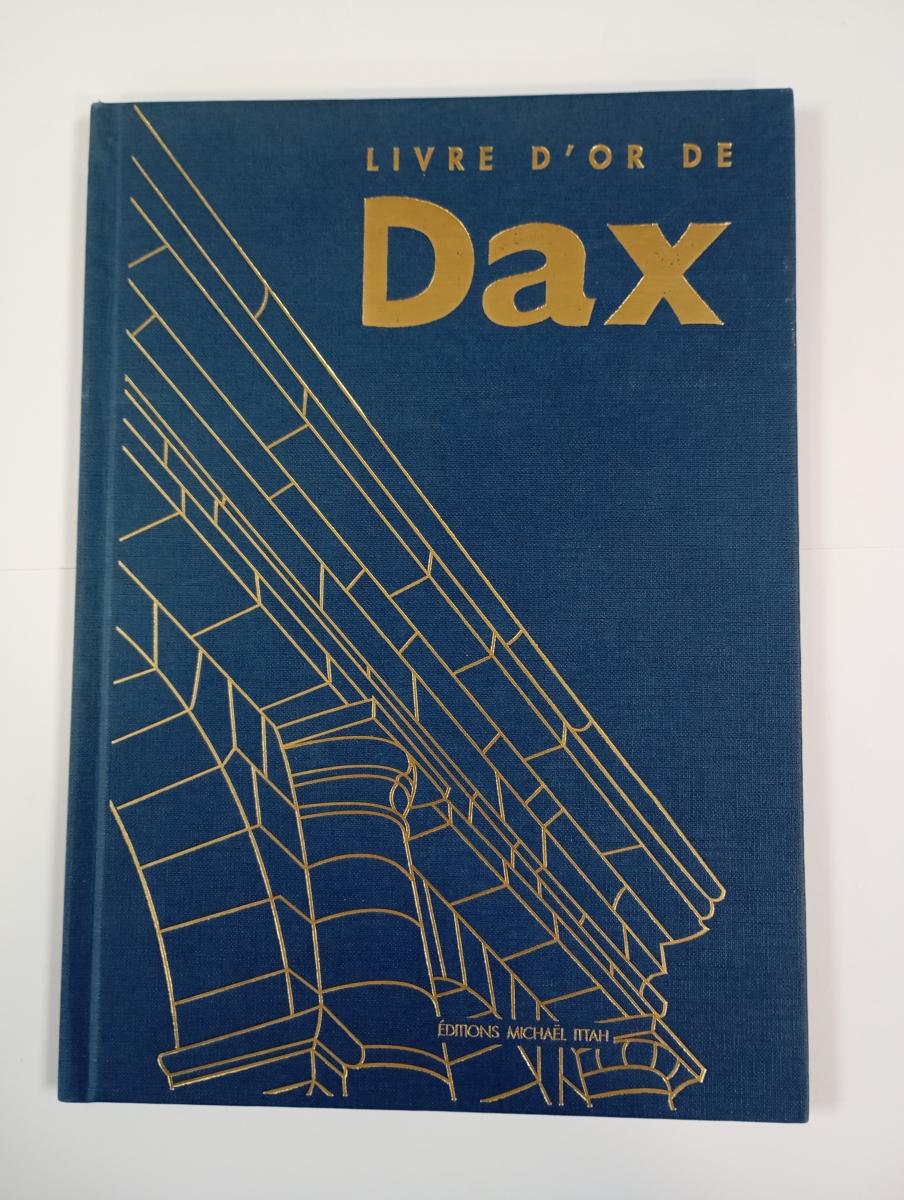 LIVRE D'OR DE
Dax
ÉDITIONS MICHAËL ITTAH